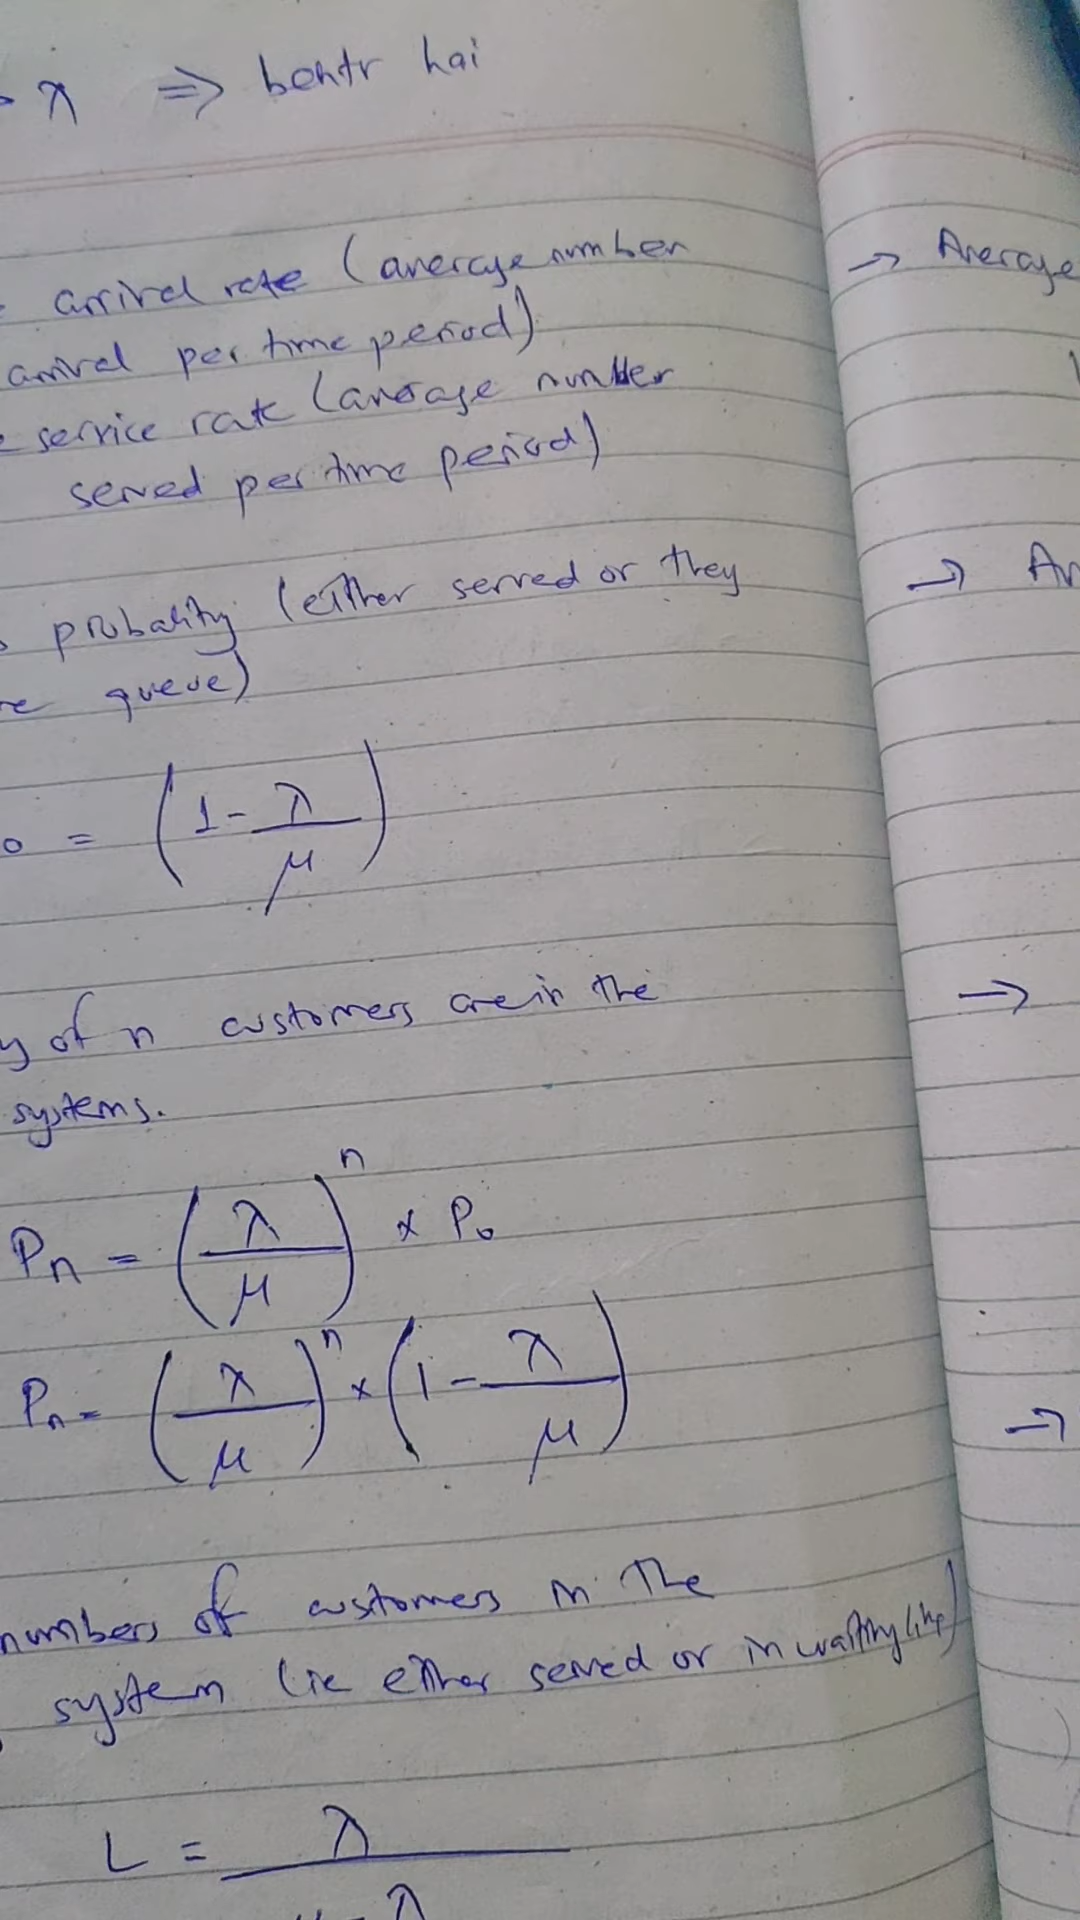 λ ⇒ behtr hai
arrival rate (average number
arrival per time period)
service rate (average number
served per time period)
probality (either served or they
queue)
0 = (1 - λ/μ)
y of n customers are in the
systems.
Pn = (λ/μ)^n × P0
Pn = (λ/μ)^n × (1 - λ/μ)
numbers of customers in the
system (ie either served or in waiting line)
L = λ/μ - λ
→ Average
→ Av
→
→